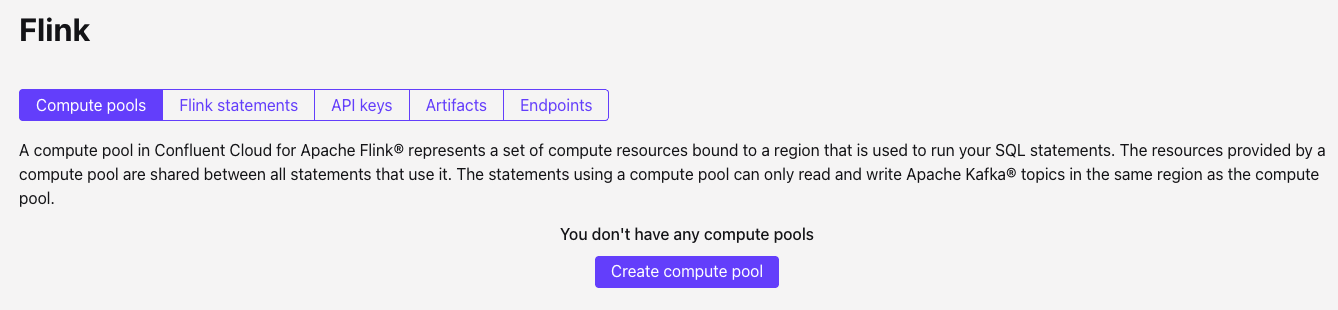 Flink
Compute pools
Flink statements
API keys
Artifacts
Endpoints
A compute pool in Confluent Cloud for Apache Flink® represents a set of compute resources bound to a region that is used to run your SQL statements. The resources provided by a
compute pool are shared between all statements that use it. The statements using a compute pool can only read and write Apache Kafka® topics in the same region as the compute
pool.
You don't have any compute pools
Create compute pool